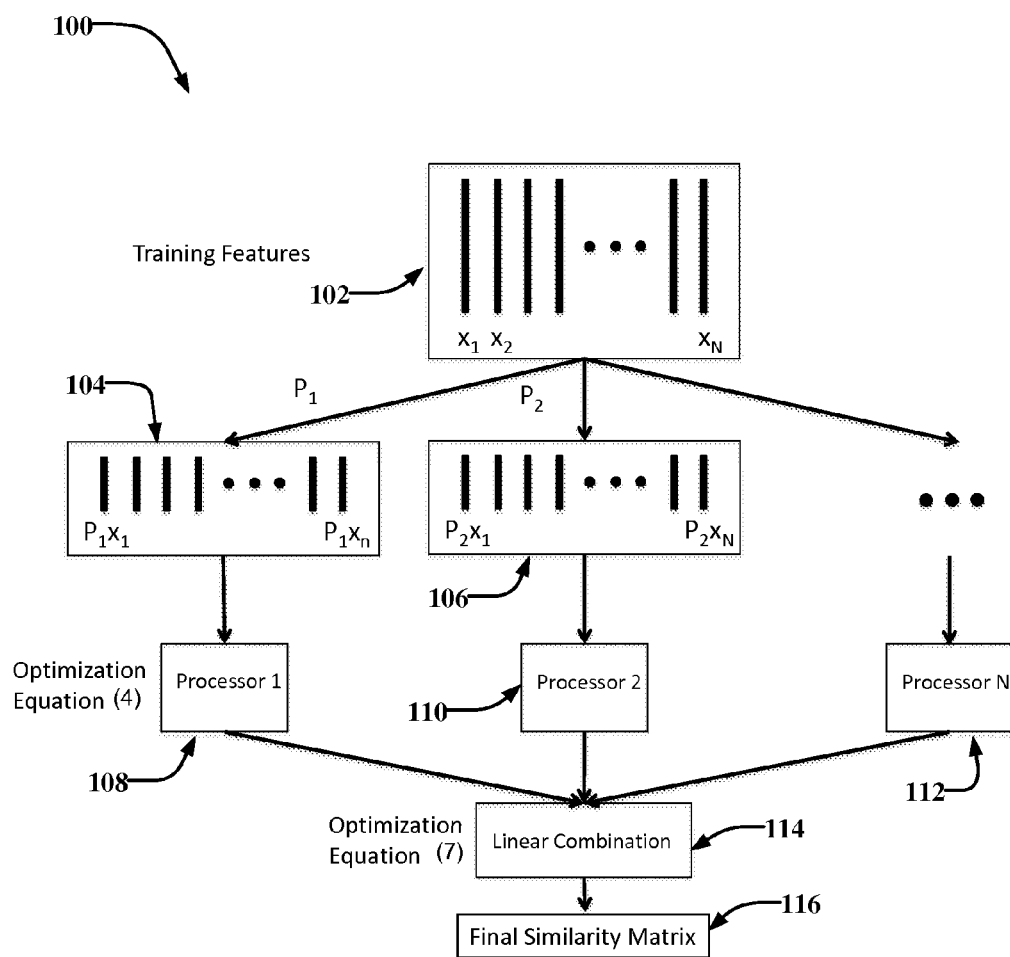 100
Training Features
102
x1 x2 xN
104
P1 P2
P1x1 P1xn
P2x1 P2xN
106
Optimization
Equation (4)
Processor 1
110
Processor 2
Processor N
108
112
Optimization
Equation (7)
Linear Combination
114
116
Final Similarity Matrix